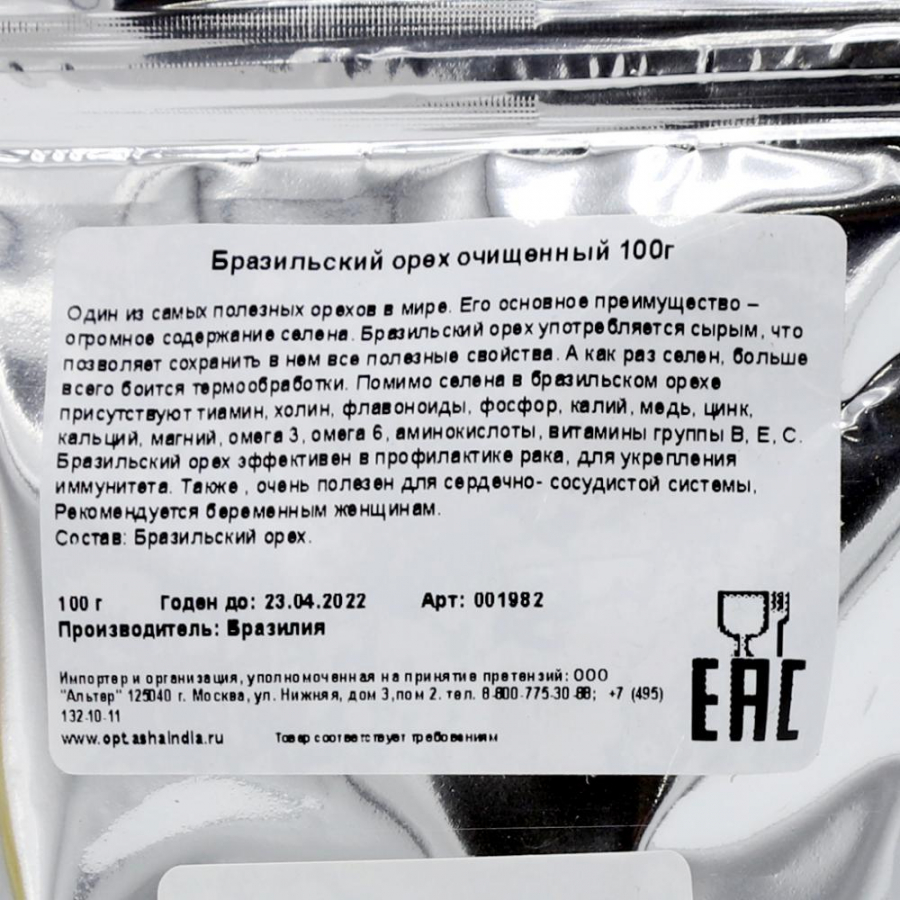 Бразильский орех очищенный 100г
Один из самых полезных орехов в мире. Его основное преимущество –
огромное содержание селена. Бразильский орех употребляется сырым, что
позволяет сохранить в нем все полезные свойства. А как раз селен, больше
всего боится термообработки. Помимо селена в бразильском орехе
присутствуют тиамин, холин, флавоноиды, фосфор, калий, медь, цинк,
кальций, магний, омега 3, омега 6, аминокислоты, витамины группы В, Е, С.
Бразильский орех эффективен в профилактике рака, для укрепления
иммунитета. Также , очень полезен для сердечно- сосудистой системы,
Рекомендуется беременным женщинам.
Состав: Бразильский орех.
100 г Годен до: 23.04.2022 Арт: 001982
Производитель: Бразилия
Импортер и организация, уполномоченная на принятие претензий: ООО
"Альтер" 125040 г. Москва, ул. Нижняя, дом 3,пом 2. тел. 8-800-775-30-88; +7 (495)
132-10-11
www.opt.ashaindia.ru Товар соответствует требованиям
EAC